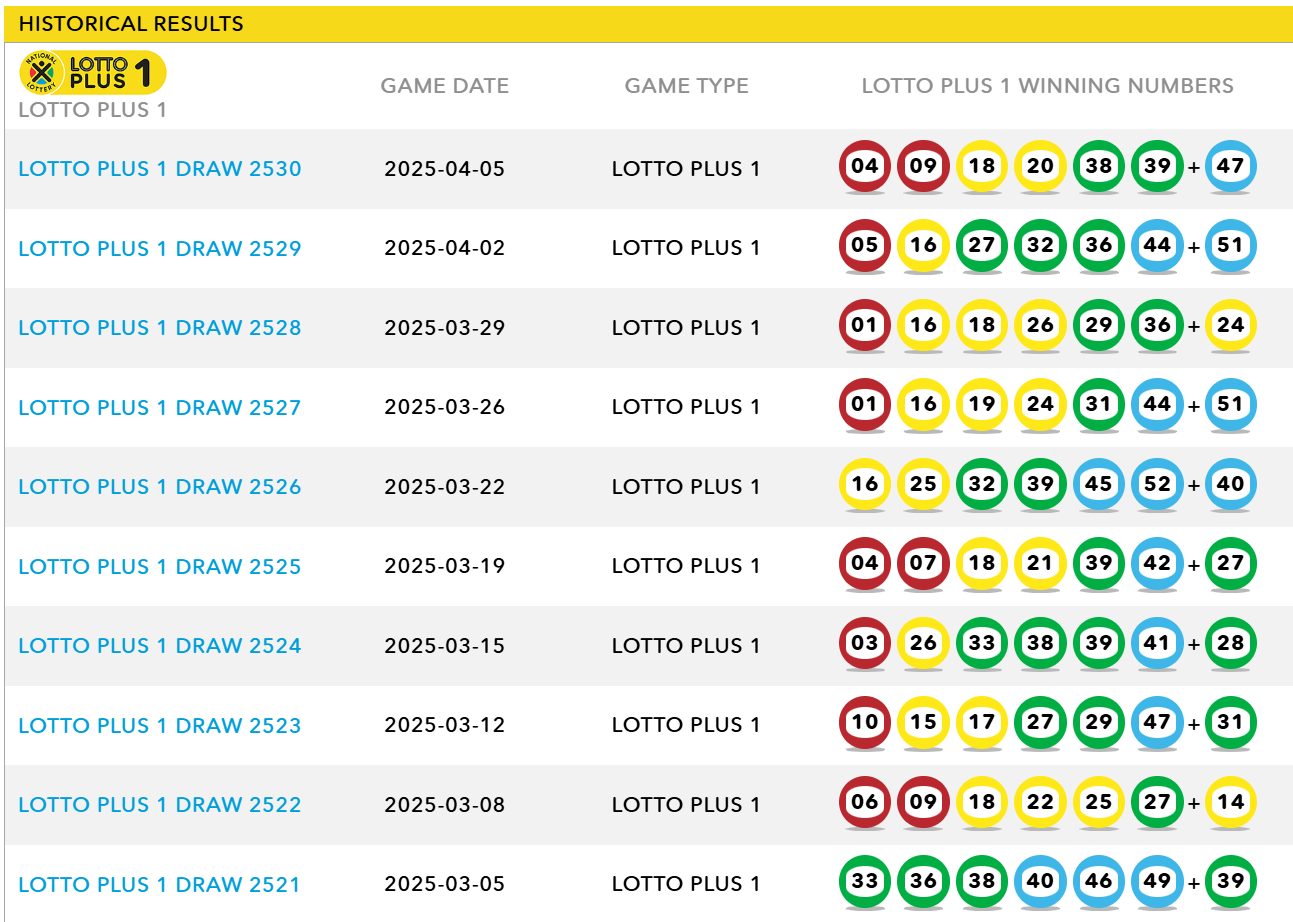 HISTORICAL RESULTS
NATIONAL LOTTERY LOTTO PLUS 1
LOTTO PLUS 1 GAME DATE GAME TYPE LOTTO PLUS 1 WINNING NUMBERS
LOTTO PLUS 1 DRAW 2530 2025-04-05 LOTTO PLUS 1 04 09 18 20 38 39 + 47
LOTTO PLUS 1 DRAW 2529 2025-04-02 LOTTO PLUS 1 05 16 27 32 36 44 + 51
LOTTO PLUS 1 DRAW 2528 2025-03-29 LOTTO PLUS 1 01 16 18 26 29 36 + 24
LOTTO PLUS 1 DRAW 2527 2025-03-26 LOTTO PLUS 1 01 16 19 24 31 44 + 51
LOTTO PLUS 1 DRAW 2526 2025-03-22 LOTTO PLUS 1 16 25 32 39 45 52 + 40
LOTTO PLUS 1 DRAW 2525 2025-03-19 LOTTO PLUS 1 04 07 18 21 39 42 + 27
LOTTO PLUS 1 DRAW 2524 2025-03-15 LOTTO PLUS 1 03 26 33 38 39 41 + 28
LOTTO PLUS 1 DRAW 2523 2025-03-12 LOTTO PLUS 1 10 15 17 27 29 47 + 31
LOTTO PLUS 1 DRAW 2522 2025-03-08 LOTTO PLUS 1 06 09 18 22 25 27 + 14
LOTTO PLUS 1 DRAW 2521 2025-03-05 LOTTO PLUS 1 33 36 38 40 46 49 + 39